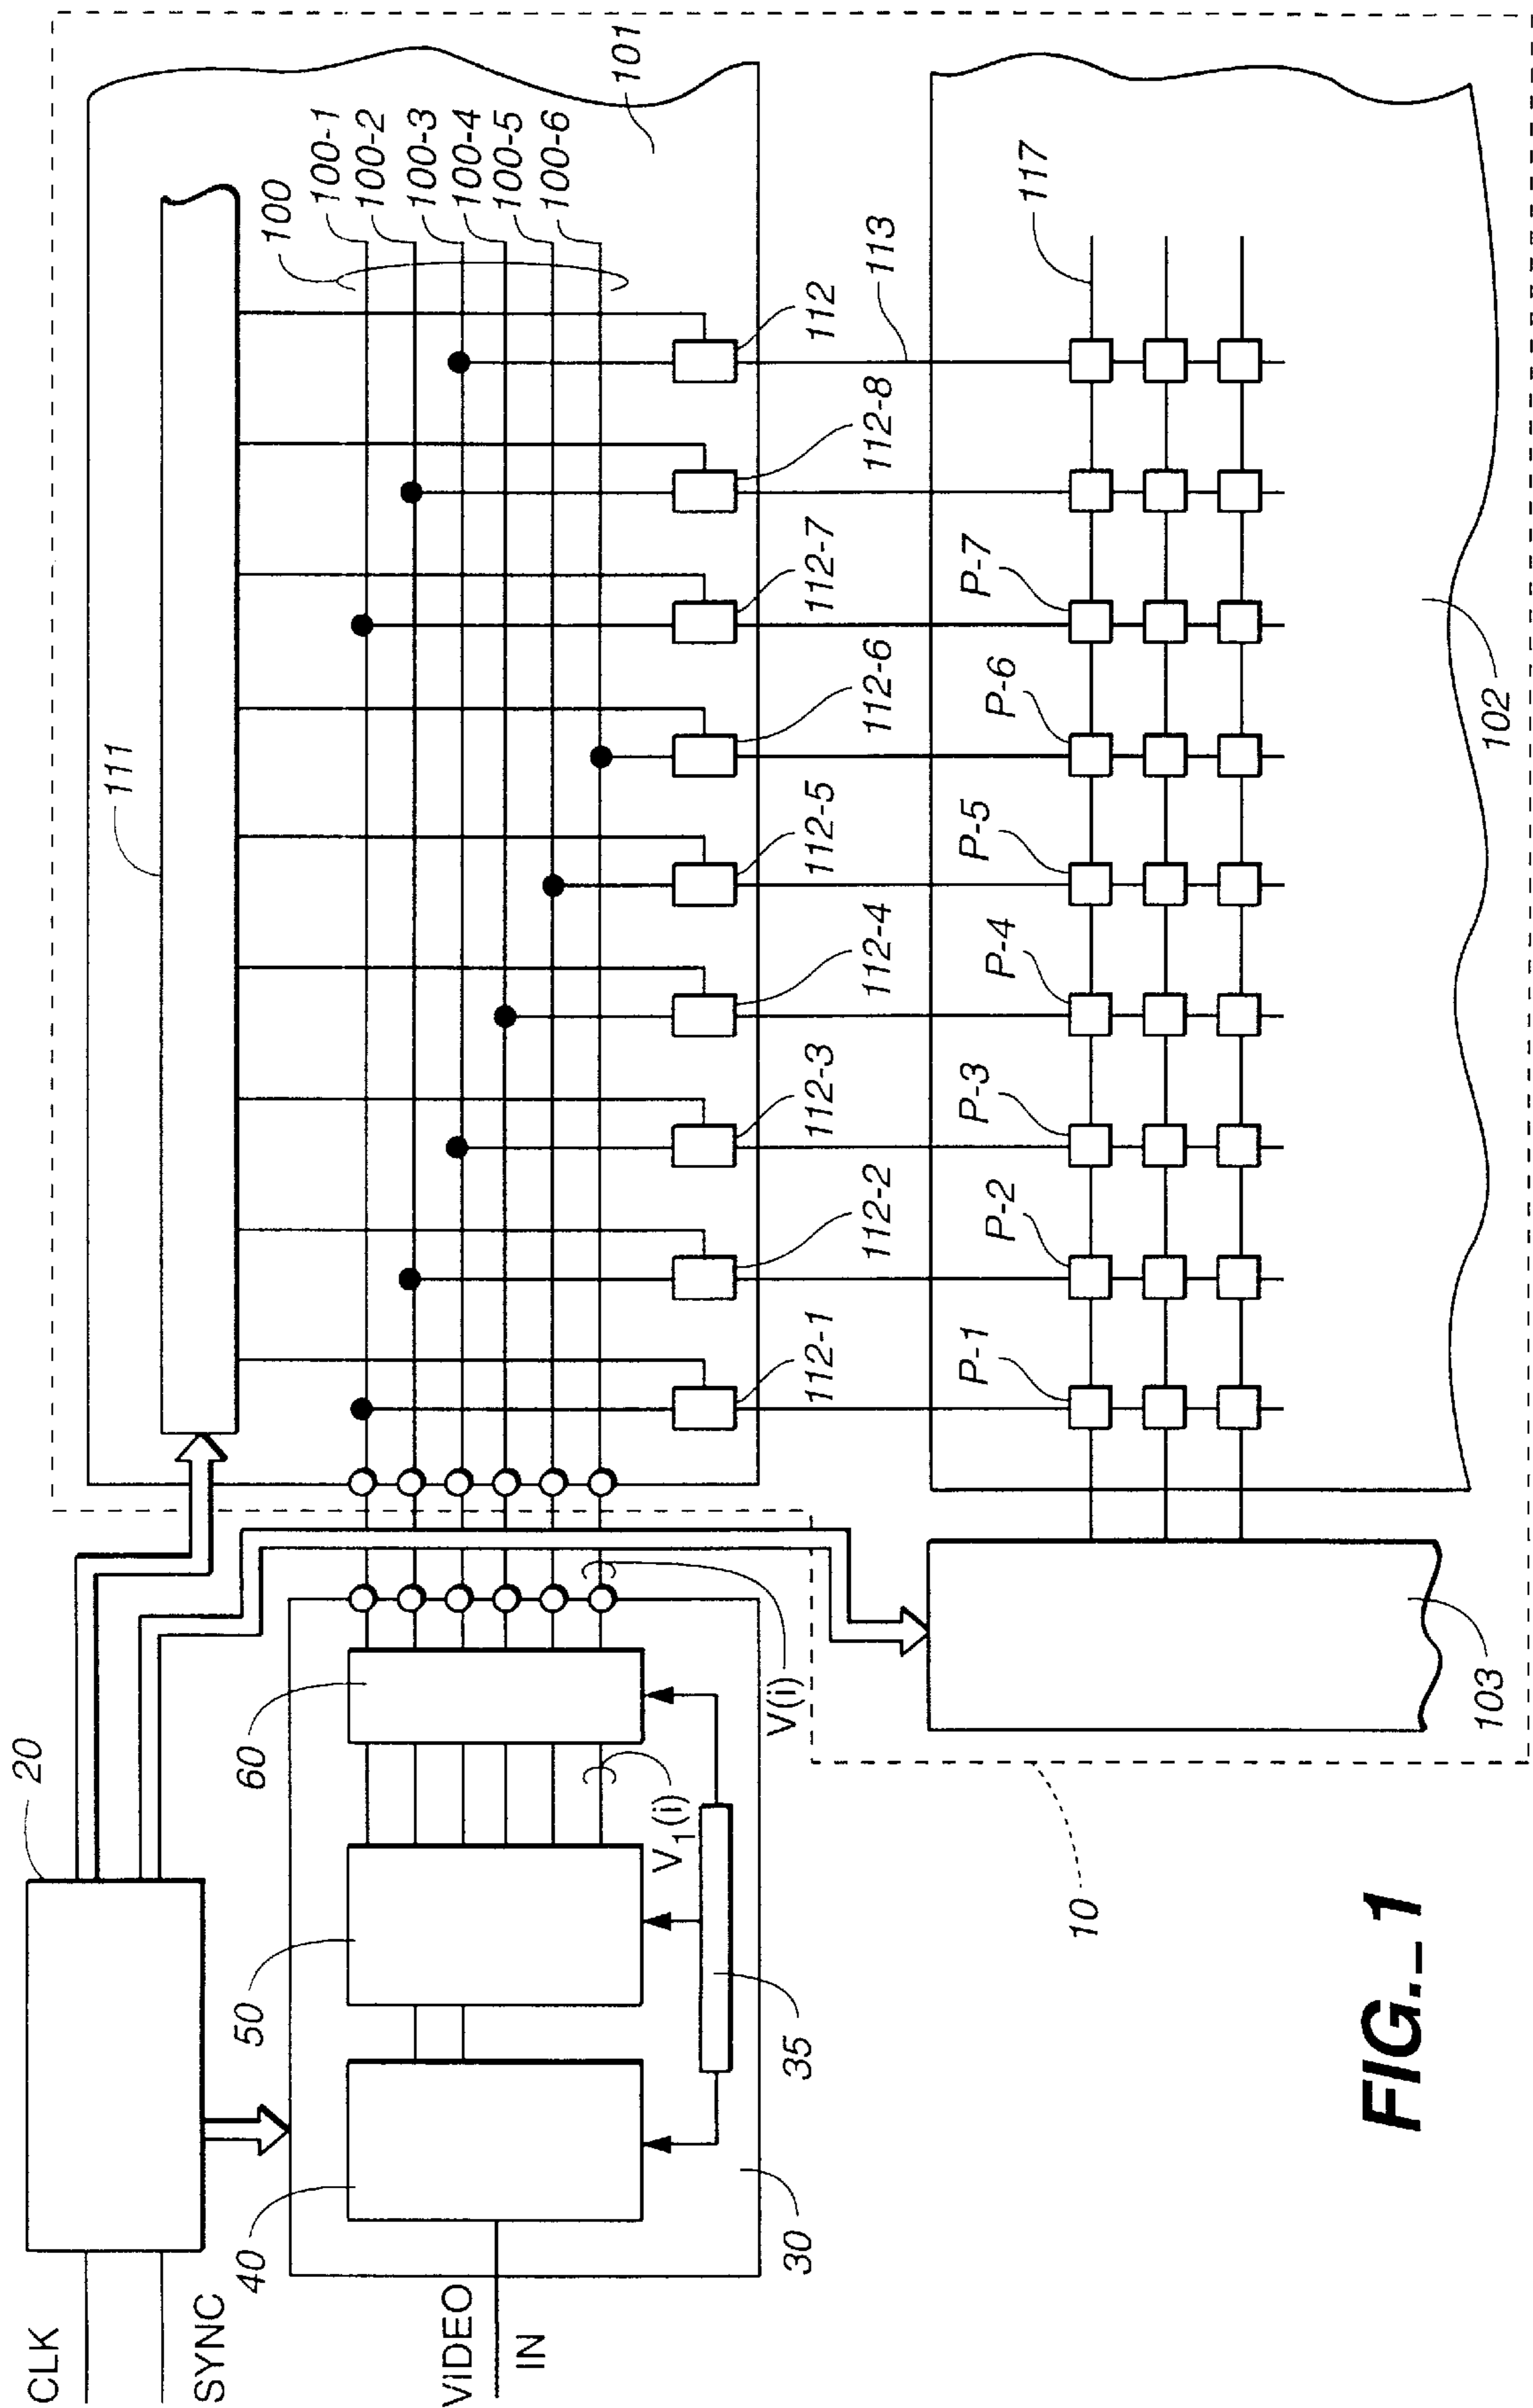 CLK
SYNC
20
111
101
100
100-1
100-2
100-3
100-4
100-5
100-6
40
50
60
VIDEO
IN
30
35
V1(i)
V(i)
112-1
112-2
112-3
112-4
112-5
112-6
112-7
112-8
112
113
P-1
P-2
P-3
P-4
P-5
P-6
P-7
117
10
103
102
FIG._1